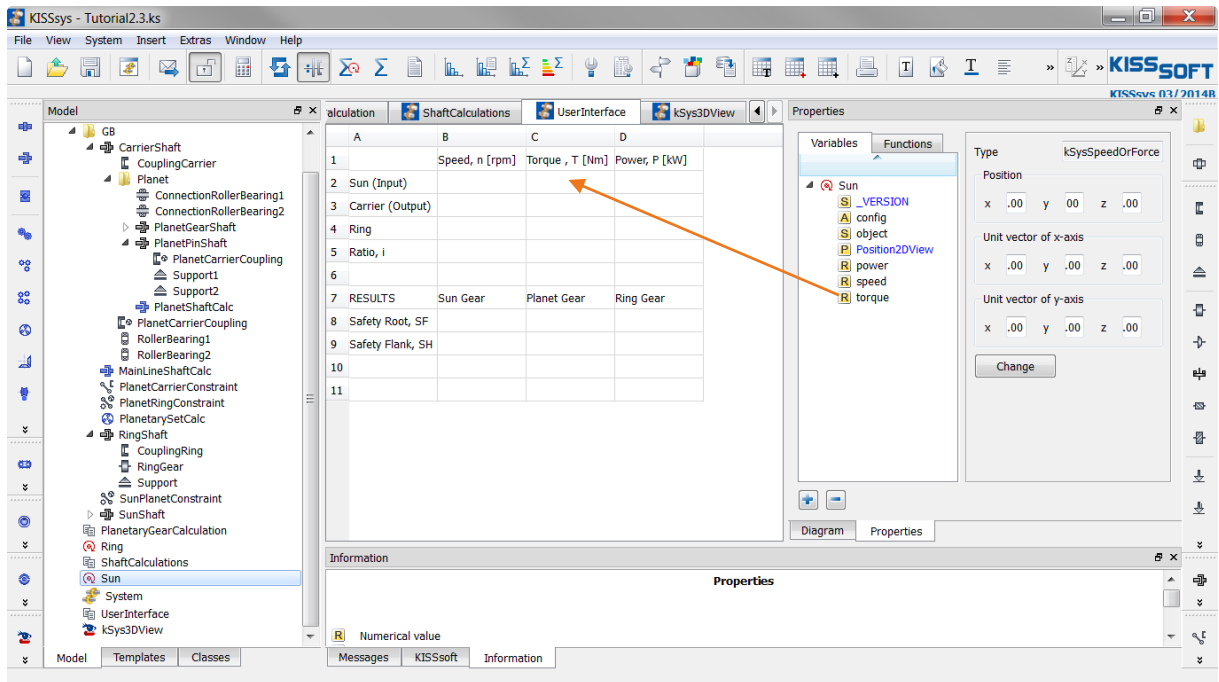 KISSsys - Tutorial2.3.ks
File View System Insert Extras Window Help
KISSsoft
KISSsys 03/2014B
Model
GB
CarrierShaft
CouplingCarrier
Planet
ConnectionRollerBearing1
ConnectionRollerBearing2
PlanetGearShaft
PlanetPinShaft
PlanetCarrierCoupling
Support1
Support2
PlanetShaftCalc
PlanetCarrierCoupling
RollerBearing1
RollerBearing2
MainLineShaftCalc
PlanetCarrierConstraint
PlanetRingConstraint
PlanetarySetCalc
RingShaft
CouplingRing
RingGear
Support
SunPlanetConstraint
SunShaft
PlanetaryGearCalculation
Ring
ShaftCalculations
Sun
System
UserInterface
kSys3DView
Model Templates Classes
alculation ShaftCalculations UserInterface kSys3DView
A B C D
1 Speed, n [rpm] Torque , T [Nm] Power, P [kW]
2 Sun (Input)
3 Carrier (Output)
4 Ring
5 Ratio, i
6
7 RESULTS Sun Gear Planet Gear Ring Gear
8 Safety Root, SF
9 Safety Flank, SH
10
11
Properties
Variables Functions
Sun
S _VERSION
A config
S object
P Position2DView
R power
R speed
R torque
Type kSysSpeedOrForce
Position
x .00 y 00 z .00
Unit vector of x-axis
x .00 y .00 z .00
Unit vector of y-axis
x .00 y .00 z .00
Change
Diagram Properties
Information
Properties
R Numerical value
Messages KISSsoft Information